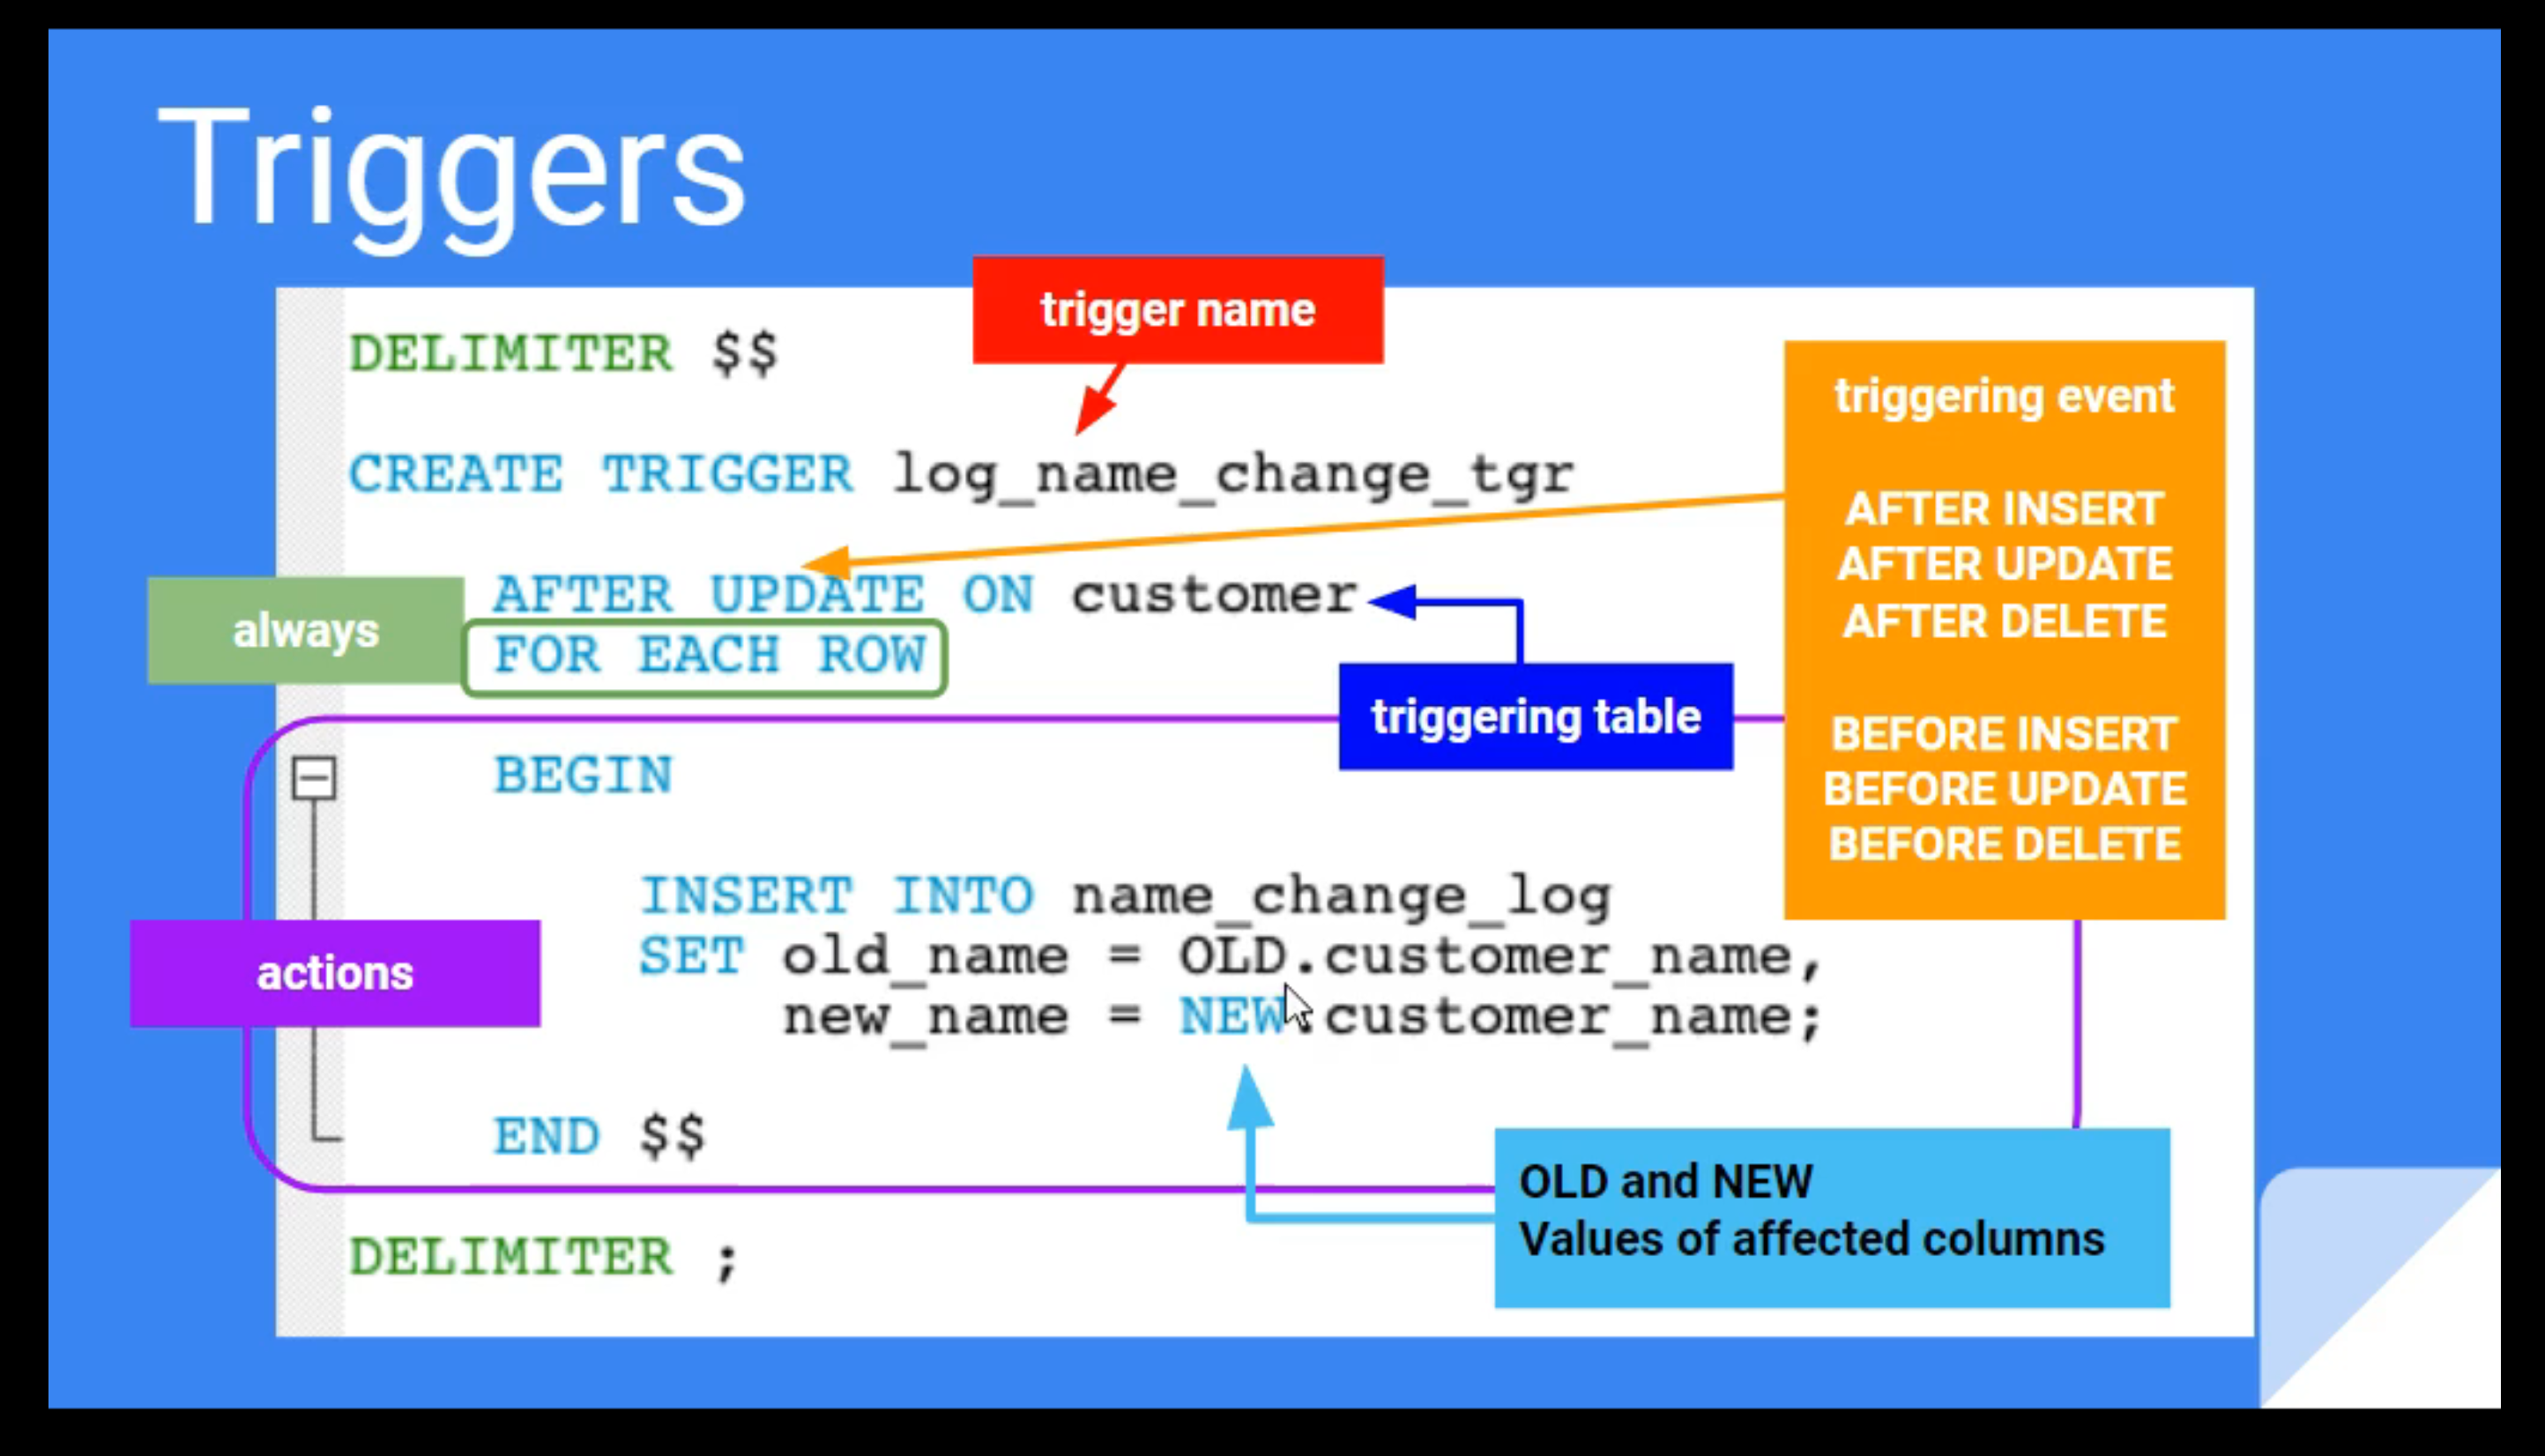 Triggers
trigger name
DELIMITER $$
CREATE TRIGGER log_name_change_tgr
AFTER UPDATE ON customer
always
FOR EACH ROW
triggering table
triggering event
AFTER INSERT
AFTER UPDATE
AFTER DELETE
BEFORE INSERT
BEFORE UPDATE
BEFORE DELETE
BEGIN
INSERT INTO name_change_log
SET old_name = OLD.customer_name,
new_name = NEW.customer_name;
actions
END $$
OLD and NEW
Values of affected columns
DELIMITER ;